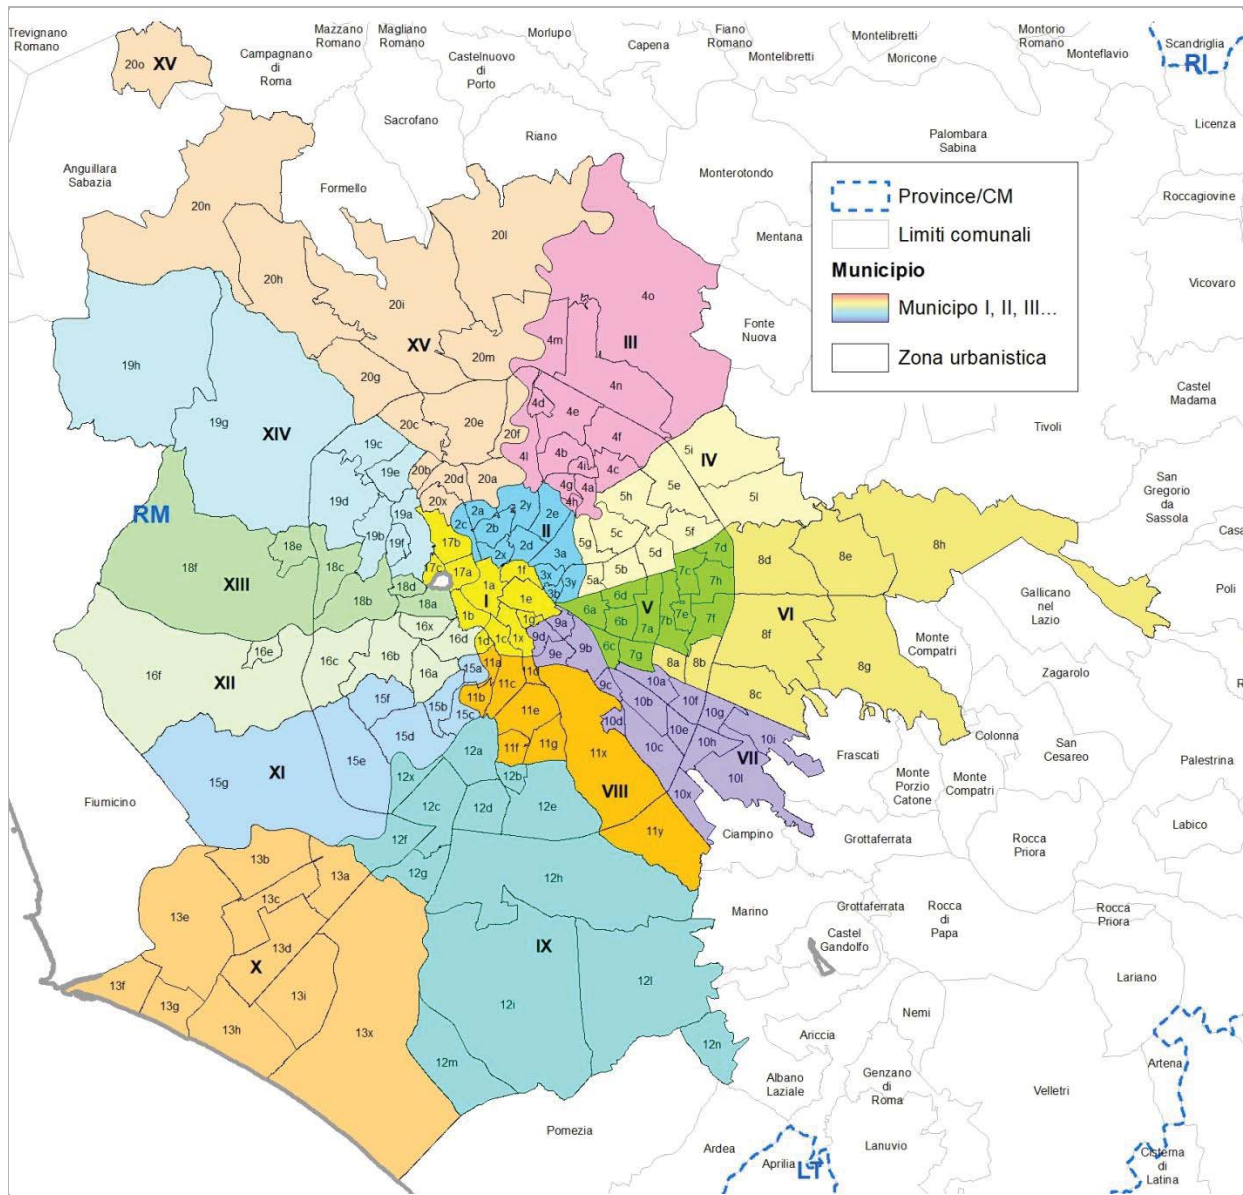 Trevignano
Romano
Mazzano
Romano
Magliano
Romano
Morlupo
Capena
Fiano
Romano
Montelibretti
Montelibretti
Moricone
Montorio
Romano
Monteflavio
Scandriglia
RI
20o
XV
Campagnano
di
Roma
Castelnuovo
di
Porto
Sacrofano
Riano
Licenza
Palombara
Sabina
Anguillara
Sabazia
Formello
Monterotondo
Roccagiovine
Mentana
Vicovaro
Fonte
Nuova
Castel
Madama
Tivoli
San
Gregorio
da
Sassola
Casa
Poli
Province/CM
Limiti comunali
Municipio
Municipo I, II, III...
Zona urbanistica
20n
20l
20h
20i
XV
20m
20g
20c
20e
20f
20b
20d
20a
20x
4o
4m
III
4n
4d
4e
4f
4b
4l
4i
4c
4g
4a
4h
19h
19g
XIV
19c
19e
19d
19a
19b
19f
RM
18f
18e
18c
XIII
18b
18d
18a
17b
17c
17a
1a
1f
I
1e
1b
1g
1d
1c
1x
2a
2y
2
2e
2c
2b
II
2d
2x
3a
3x
3y
3b
5i
IV
5e
5l
5h
5c
5f
5g
5d
5b
5a
7d
7c
7h
6d
6a
V
7e
7f
6b
7a
7b
6c
7g
8d
8e
8h
VI
8f
8a
8b
8g
8c
16x
16d
16e
16b
16c
16a
16f
XII
15a
15f
15b
15c
15d
15e
15g
XI
11a
11d
11c
11b
11e
11f
11g
11x
VIII
11y
9a
9d
9b
9e
9c
10a
10b
10f
10g
10d
10e
10i
10h
10c
VII
10l
10x
12a
12x
12b
12c
12d
12e
12f
12g
12h
IX
12l
12i
12m
12n
13b
13a
13c
13e
13d
X
13i
13f
13g
13h
13x
Fiumicino
Gallicano
nel
Lazio
Monte
Compatri
Zagarolo
R
Colonna
San
Cesareo
Palestrina
Frascati
Monte
Porzio
Catone
Monte
Compatri
Labico
Ciampino
Grottaferrata
Rocca
Priora
Marino
Grottaferrata
Castel
Gandolfo
Rocca
di
Papa
Rocca
Priora
Lariano
Nemi
Ariccia
Artena
Albano
Laziale
Genzano
di
Roma
Velletri
Pomezia
Ardea
Lanuvio
Aprilia
LT
Cisterna
di
Latina